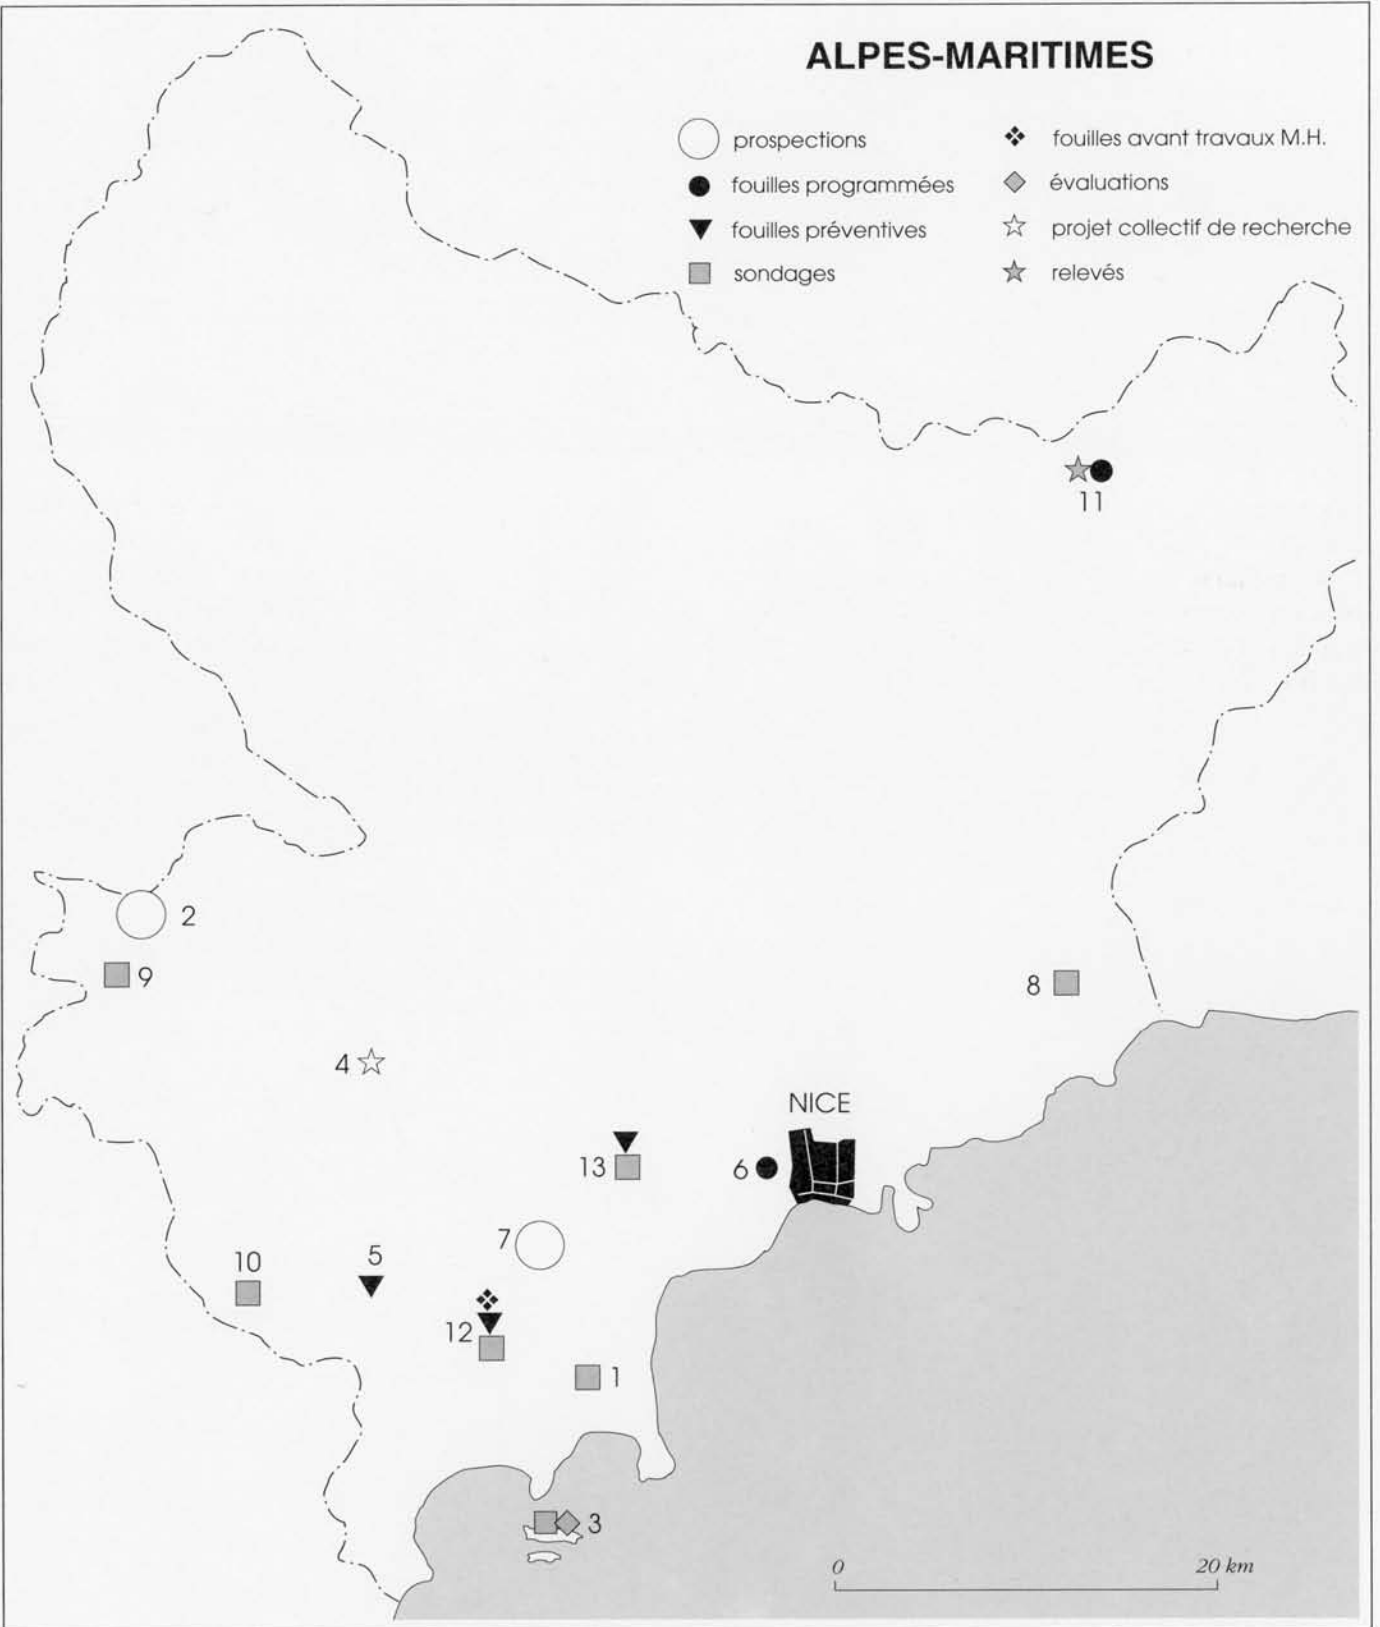 ALPES-MARITIMES
prospections
fouilles programmées
fouilles préventives
sondages
fouilles avant travaux M.H.
évaluations
projet collectif de recherche
relevés
11
2
9
8
4
NICE
13
6
7
10
5
12
1
3
0
20 km